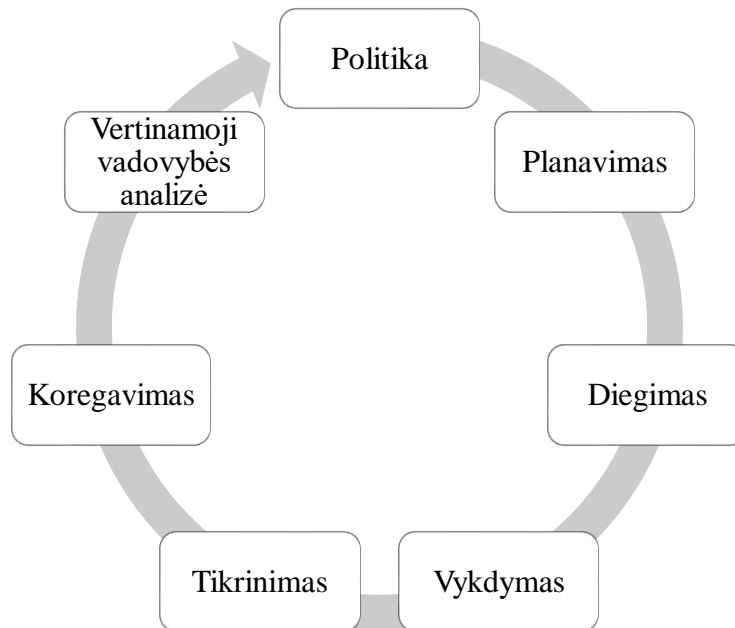 Politika
Planavimas
Diegimas
Vykdymas
Tikrinimas
Koregavimas
Vertinamoji
vadovybės
analizė